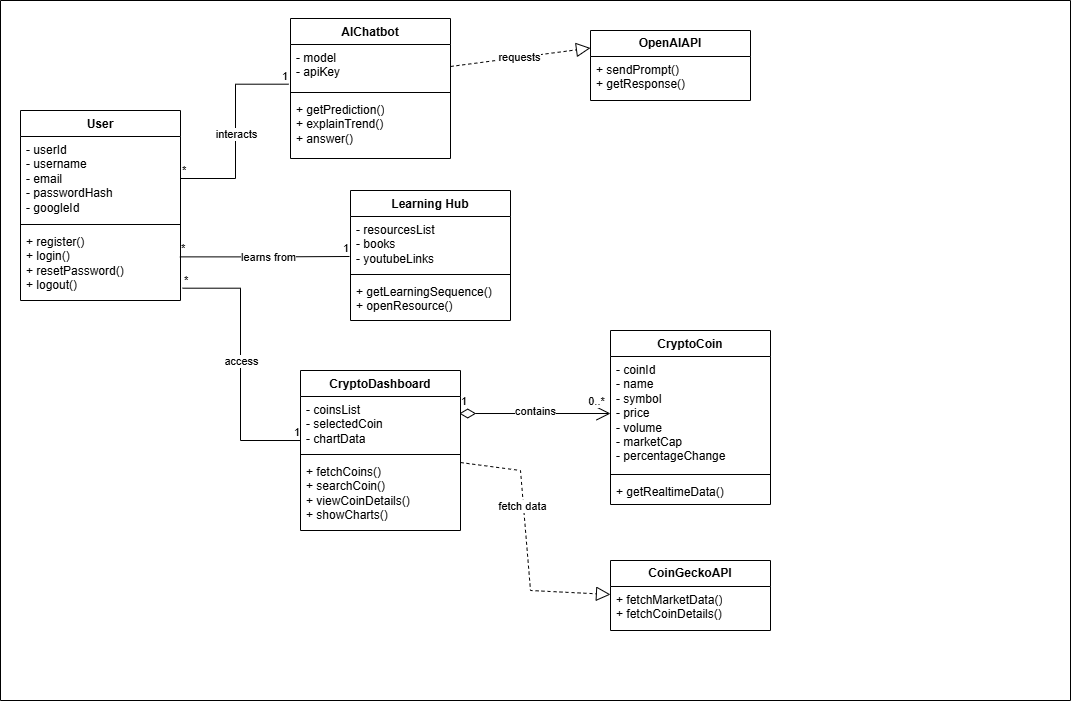 AIChatbot
- model
- apiKey
+ getPrediction()
+ explainTrend()
+ answer()
requests
OpenAIAPI
+ sendPrompt()
+ getResponse()
1
interacts
*
User
- userId
- username
- email
- passwordHash
- googleId
+ register()
+ login()
+ resetPassword()
+ logout()
*
learns from
1
Learning Hub
- resourcesList
- books
- youtubeLinks
+ getLearningSequence()
+ openResource()
*
access
1
CryptoDashboard
- coinsList
- selectedCoin
- chartData
+ fetchCoins()
+ searchCoin()
+ viewCoinDetails()
+ showCharts()
1
contains
0..*
CryptoCoin
- coinId
- name
- symbol
- price
- volume
- marketCap
- percentageChange
+ getRealtimeData()
fetch data
CoinGeckoAPI
+ fetchMarketData()
+ fetchCoinDetails()